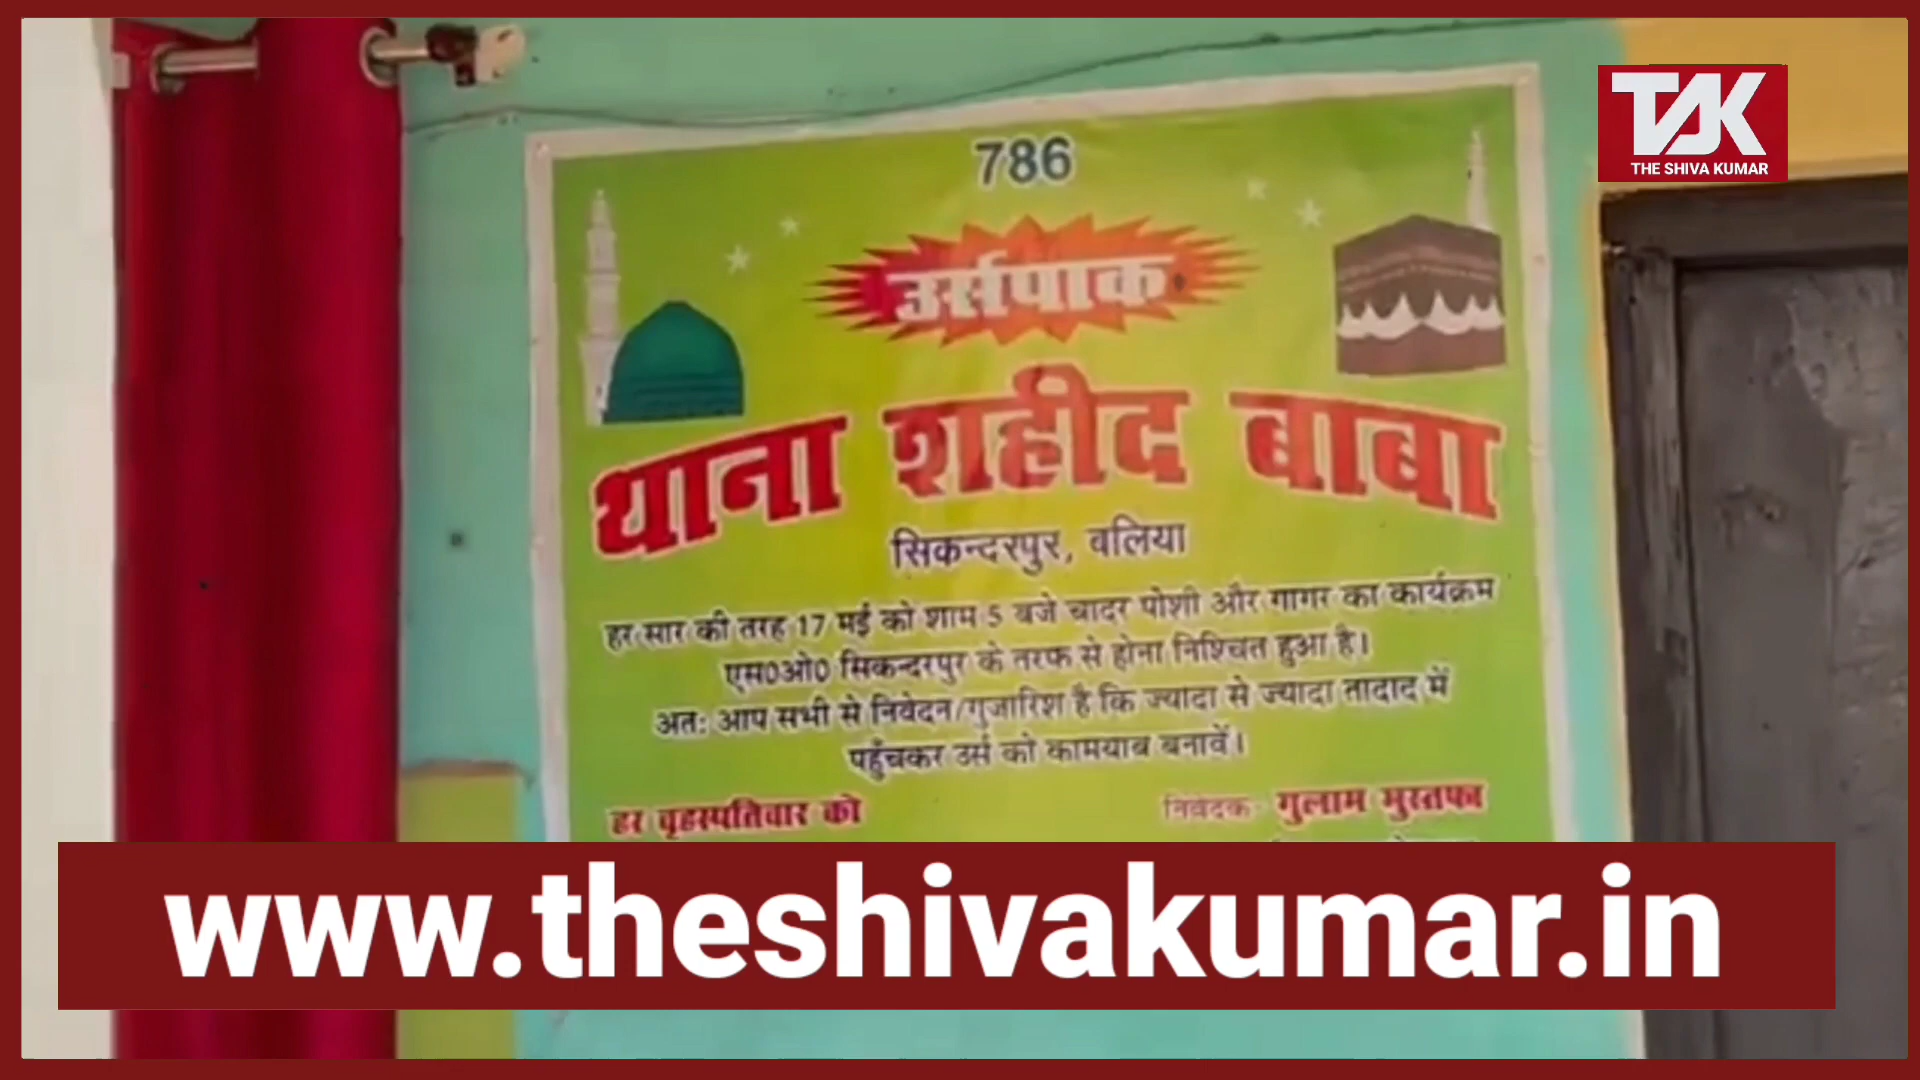 TSK
THE SHIVA KUMAR
786
उर्सपाक
थाना शहीद बाबा
सिकन्दरपुर, बलिया
हर सार की तरह 17 मई को शाम 5 बजे चादर पोशी और गागर का कार्यक्रम
एस0ओ0 सिकन्दरपुर के तरफ से होना निश्चित हुआ है।
अतः आप सभी से निवेदन/गुजारिश है कि ज्यादा से ज्यादा तादाद में
पहुँचकर उर्स को कामयाब बनावें।
हर वृहस्पतिवार को
निवेदक- गुलाम मुस्तफा
www.theshivakumar.in